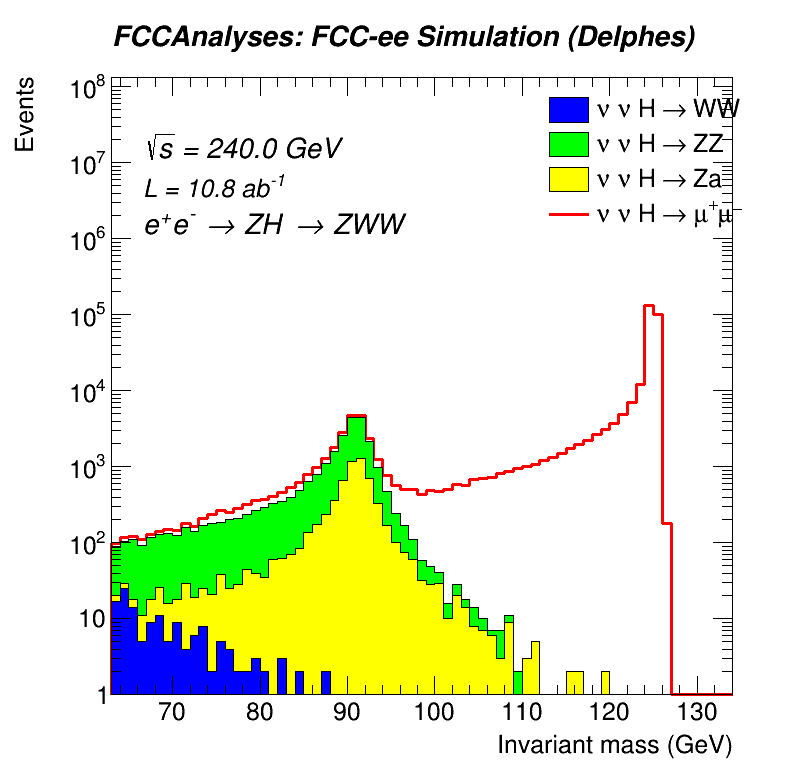 FCCAnalyses: FCC-ee Simulation (Delphes)
Events
10⁸
10⁷
10⁶
10⁵
10⁴
10³
10²
10
1
√s = 240.0 GeV
L = 10.8 ab⁻¹
e⁺e⁻ → ZH → ZWW
ν ν H → WW
ν ν H → ZZ
ν ν H → Za
ν ν H → μ⁺μ⁻
70 80 90 100 110 120 130
Invariant mass (GeV)